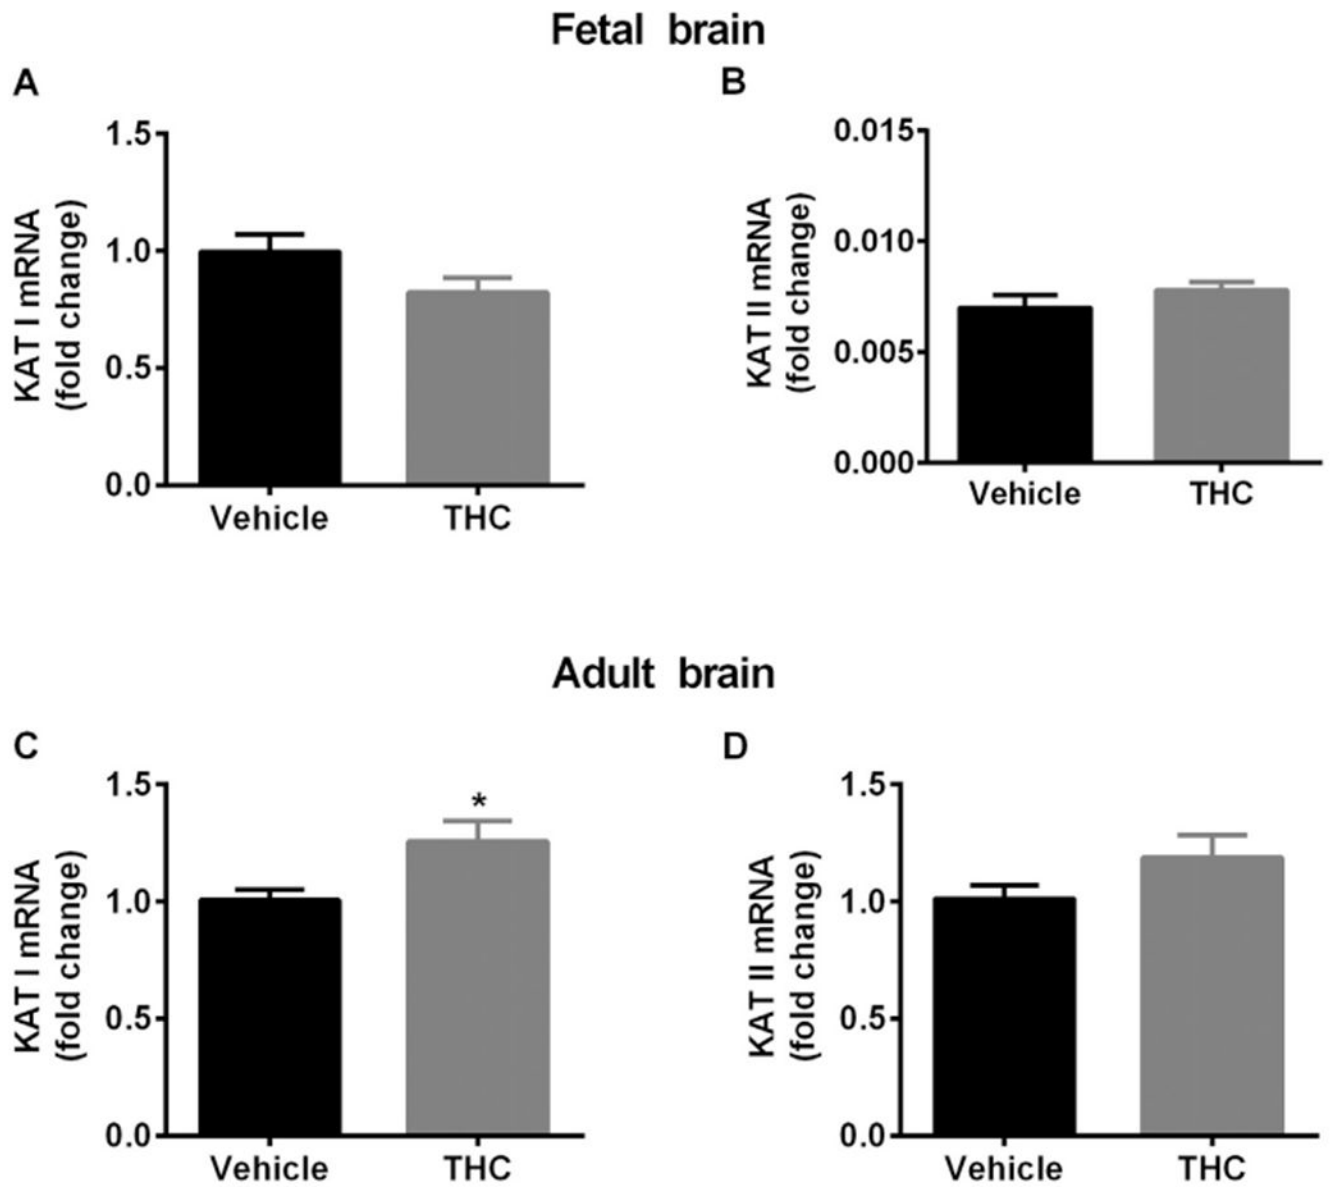 Fetal brain
A
KAT I mRNA
(fold change)
1.5
1.0
0.5
0.0
Vehicle THC
B
KAT II mRNA
(fold change)
0.015
0.010
0.005
0.000
Vehicle THC
Adult brain
C
KAT I mRNA
(fold change)
1.5
1.0
0.5
0.0
*
Vehicle THC
D
KAT II mRNA
(fold change)
1.5
1.0
0.5
0.0
Vehicle THC